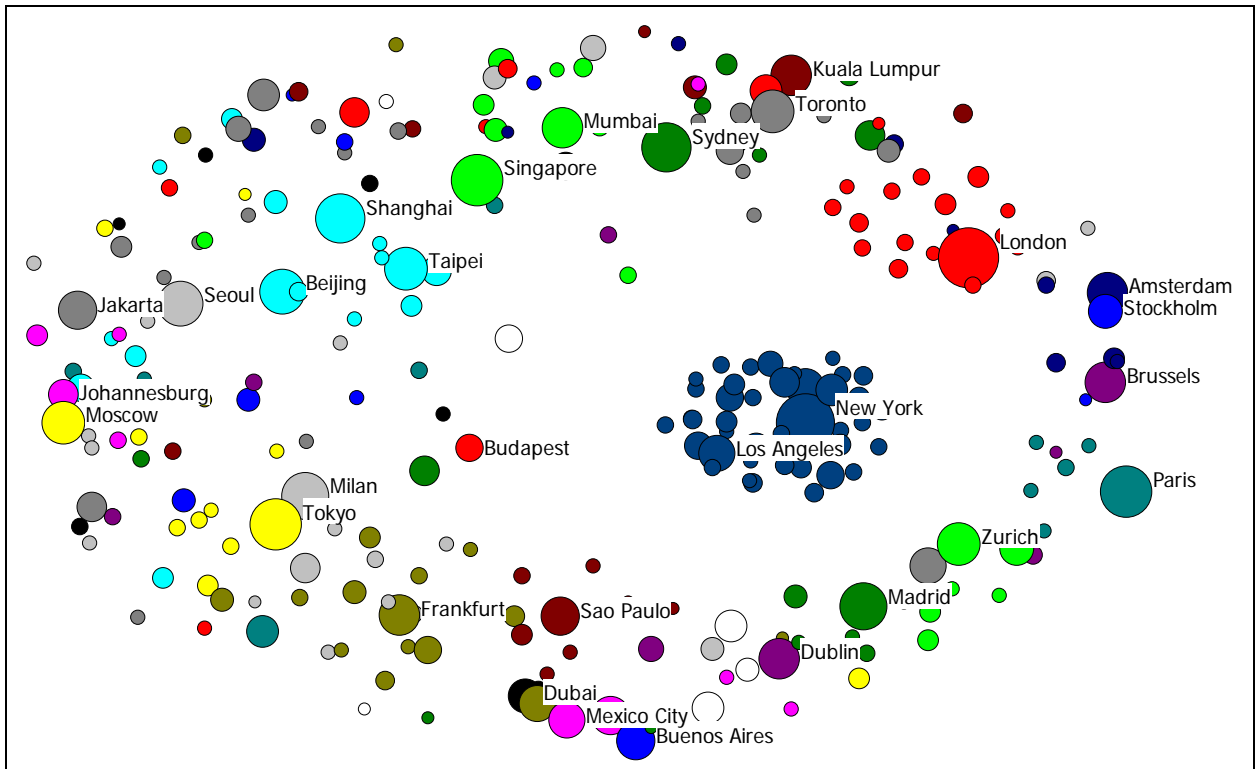 Kuala Lumpur
Toronto
Mumbai
Sydney
Singapore
Shanghai
London
Taipei
Beijing
Amsterdam
Seoul
Jakarta
Stockholm
Brussels
Johannesburg
New York
Moscow
Budapest
Los Angeles
Paris
Milan
Tokyo
Zurich
Madrid
Frankfurt
Sao Paulo
Dublin
Dubai
Mexico City
Buenos Aires